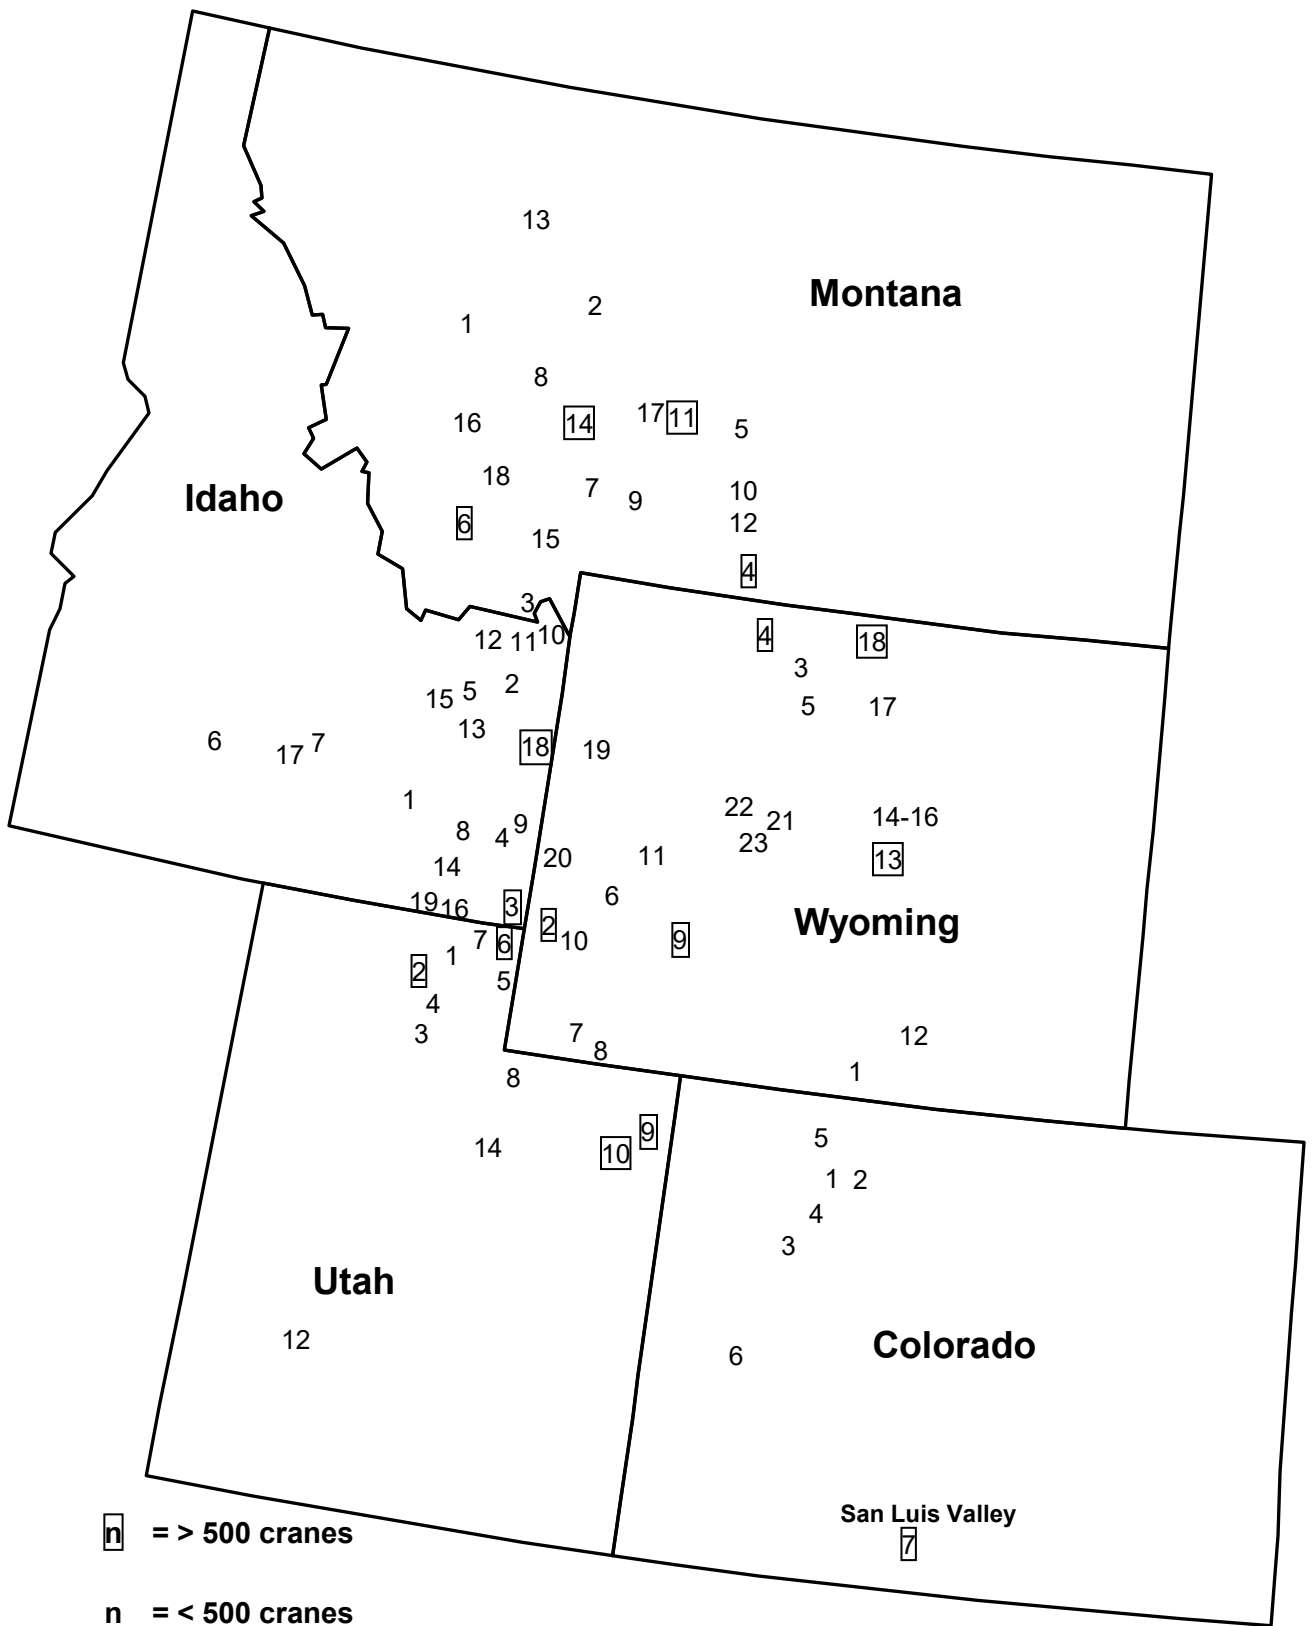 13
Montana
2
1
8
17 11
16 14 5
18
7 10
Idaho 9
6 12
15
4
3
12 11 10
4 18
3
2
15 5
5 17
13
6 17 7
18 19
1
22 21 14-16
9
8 4
23
20 11 13
14
6
19 16 3
2 Wyoming
7 6 10 9
1
2 5
4
3 7 12
8
1
8
9 5
14 10
1 2
4
3
Utah
12
Colorado
6
San Luis Valley
n = > 500 cranes
7
n = < 500 cranes